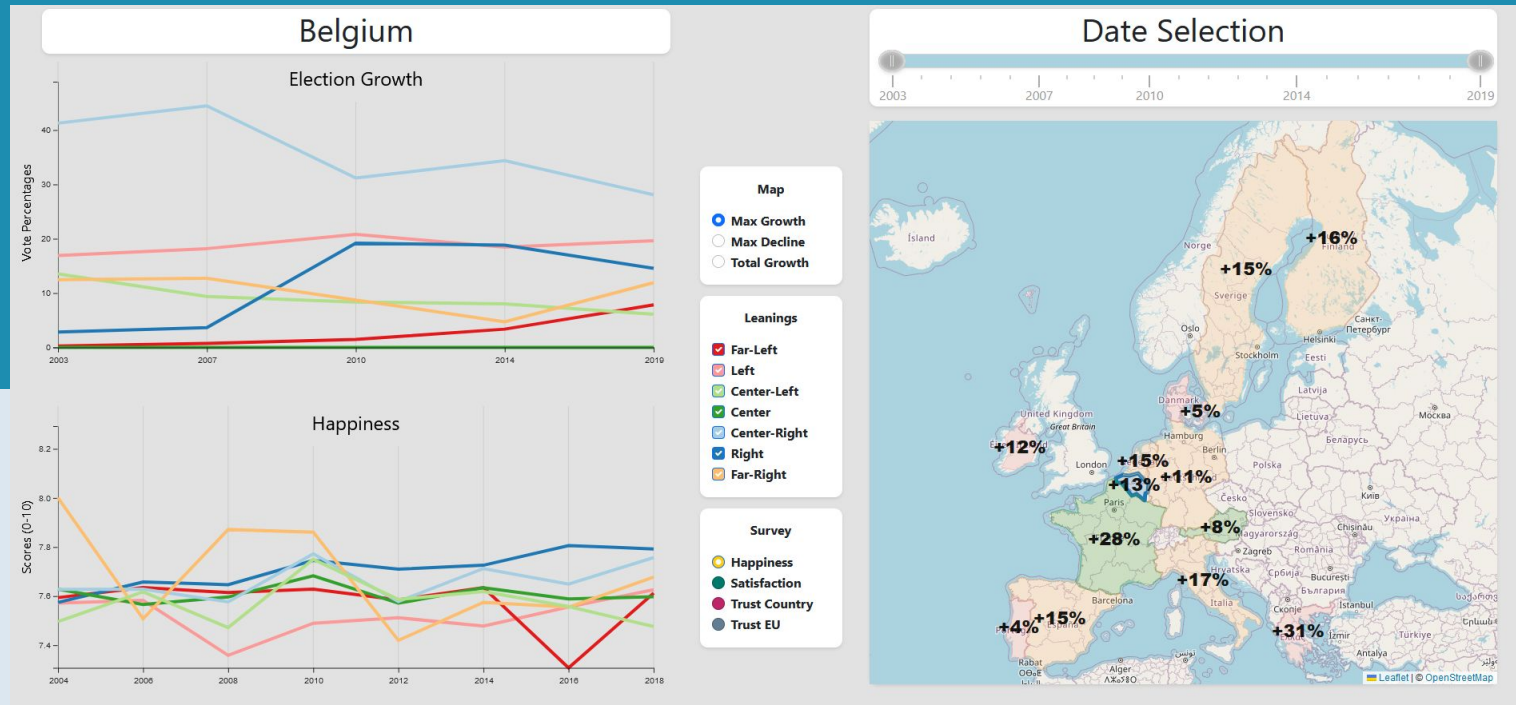 Belgium
Election Growth
Vote Percentages
40
30
20
10
0
2003
2007
2010
2014
2019
Happiness
Scores (0-10)
8.2
8.0
7.8
7.6
7.4
2004
2006
2008
2010
2012
2014
2016
2018
Map
Max Growth
Max Decline
Total Growth
Leanings
Far-Left
Left
Center-Left
Center
Center-Right
Right
Far-Right
Survey
Happiness
Satisfaction
Trust Country
Trust EU
Date Selection
2003
2007
2010
2014
2019
Ísland
Norge
+16%
+15%
Sverige
Oslo
Stockholm
Санкт-
Петербург
Helsinki
Eesti
Latvija
Lietuva
Москва
Danmark
+5%
United Kingdom
Great Britain
Hamburg
Беларусь
+12%
London
+15%
Berlin
Polska
+11%
+13%
Paris
Česko
Київ
Slovensko
Україна
+8%
+28%
Chișinău
Zagreb
România
Hrvatska
Србија
București
+17%
България
Barcelona
Italia
Скопје
İstanbul
+4%
+15%
+31%
İzmir
Türkiye
Antalya
Rabat
Alger
تونس
Leaflet | © OpenStreetMap